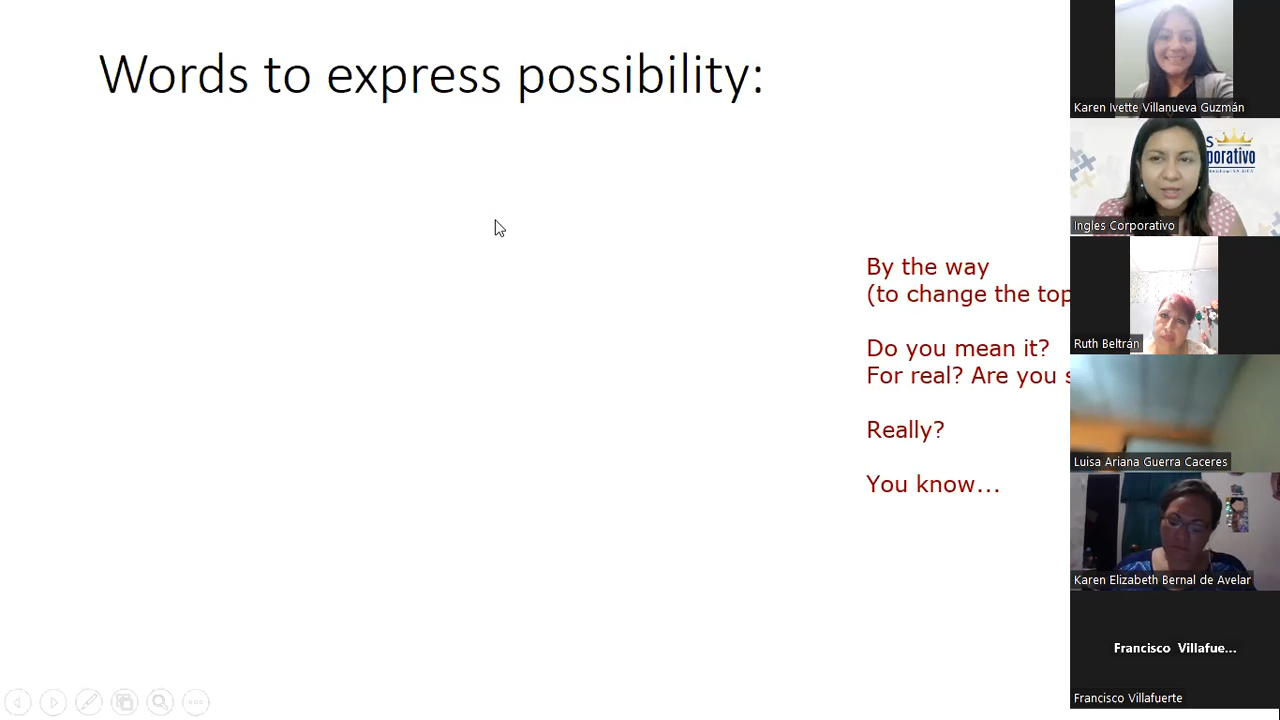 Words to express possibility:
By the way
(to change the top
Do you mean it?
For real? Are you s
Really?
You know...
Karen Ivette Villanueva Guzmán
s
porativo
Ingles Corporativo
Ruth Beltrán
Luisa Ariana Guerra Caceres
Karen Elizabeth Bernal de Avelar
Francisco Villafue...
Francisco Villafuerte